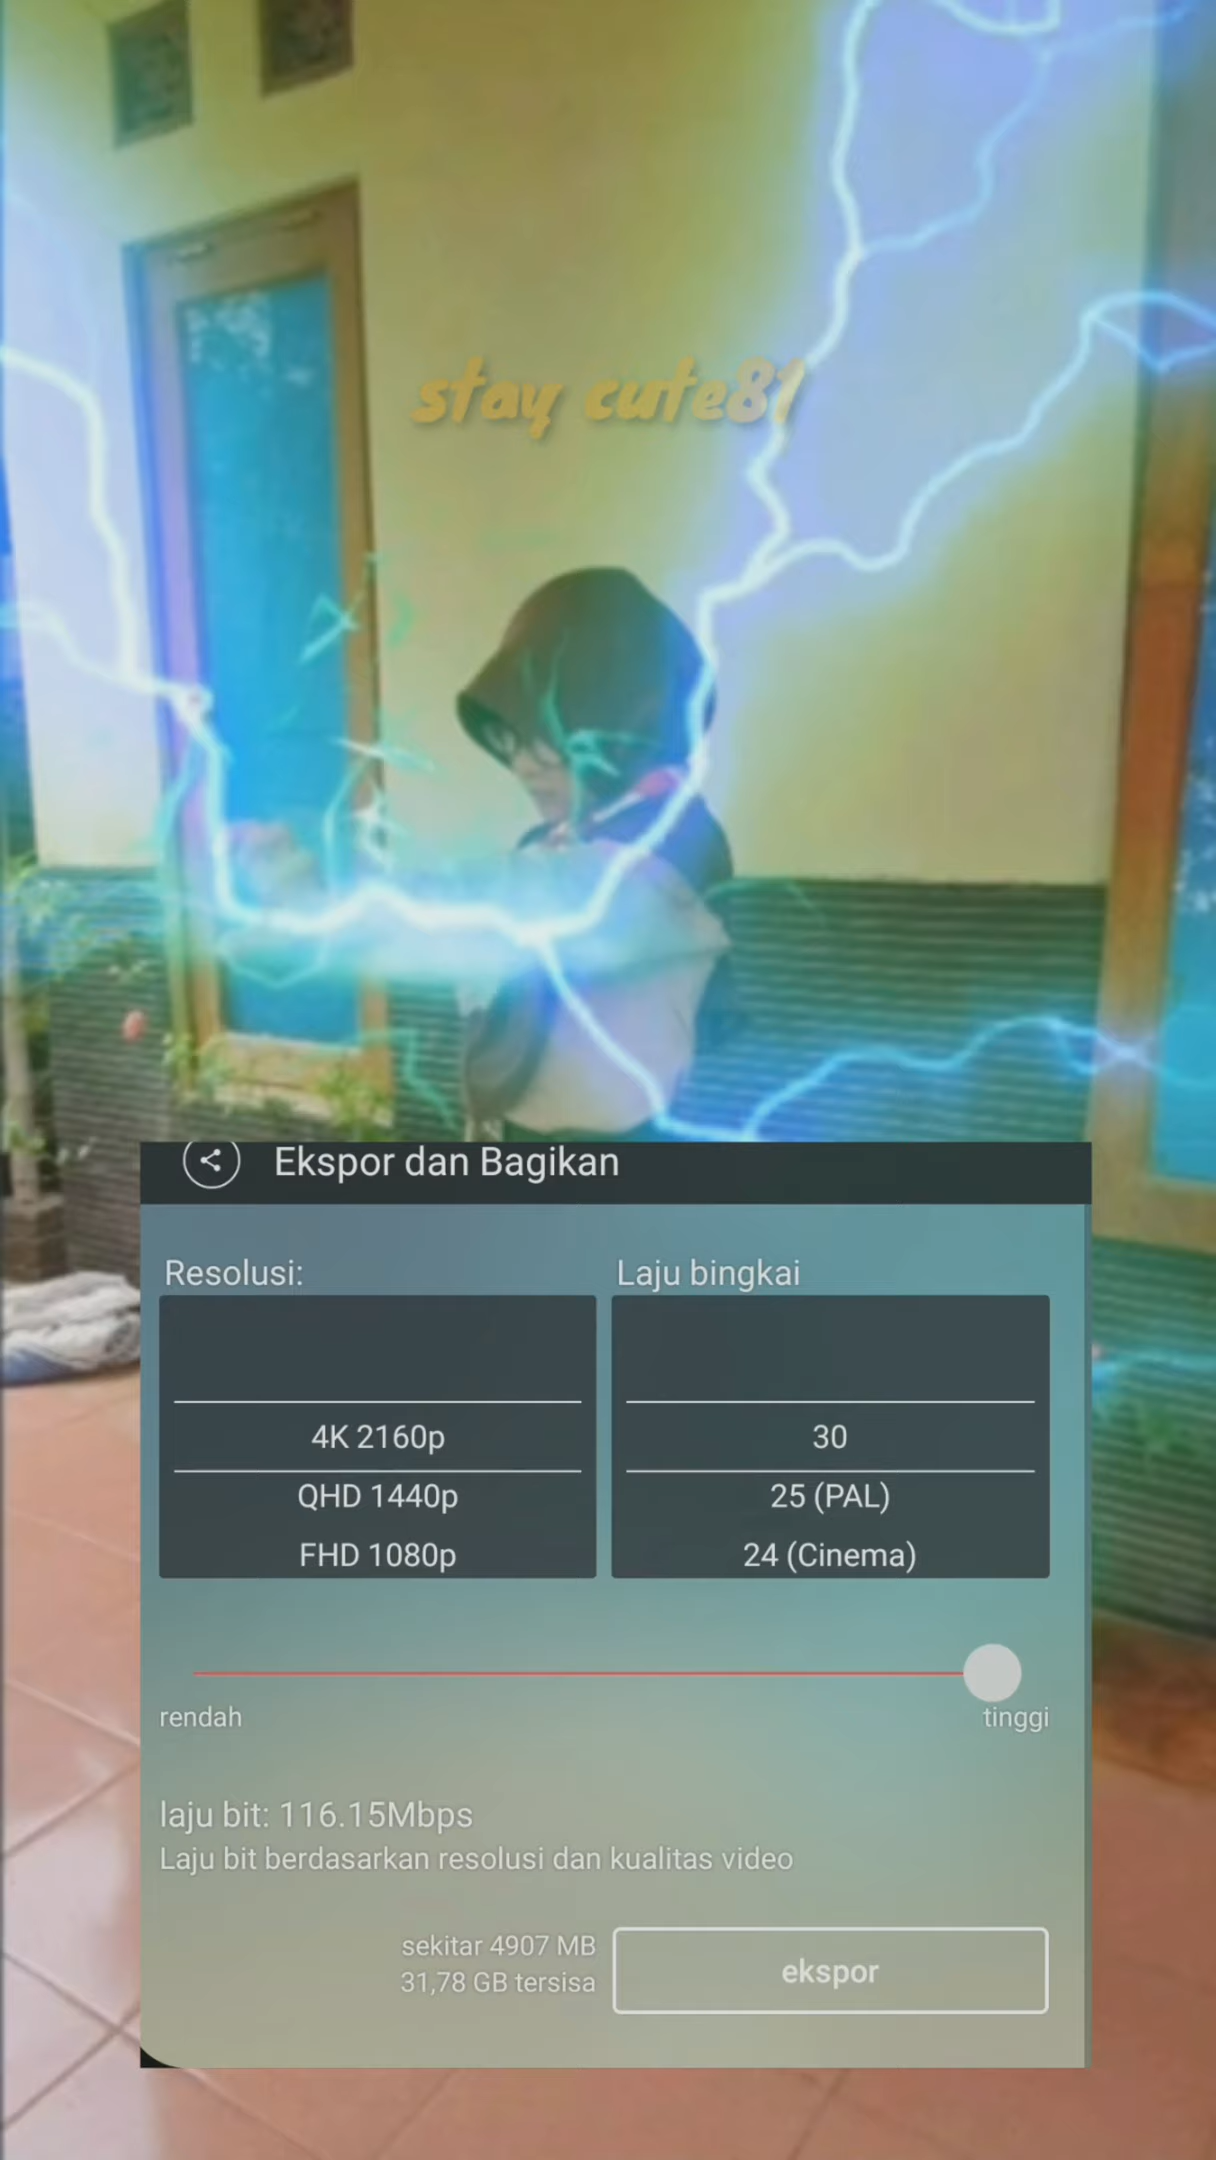 stay cute81
Ekspor dan Bagikan
Resolusi:
Laju bingkai
4K 2160p
30
QHD 1440p
25 (PAL)
FHD 1080p
24 (Cinema)
rendah
tinggi
laju bit: 116.15Mbps
Laju bit berdasarkan resolusi dan kualitas video
sekitar 4907 MB
31,78 GB tersisa
ekspor